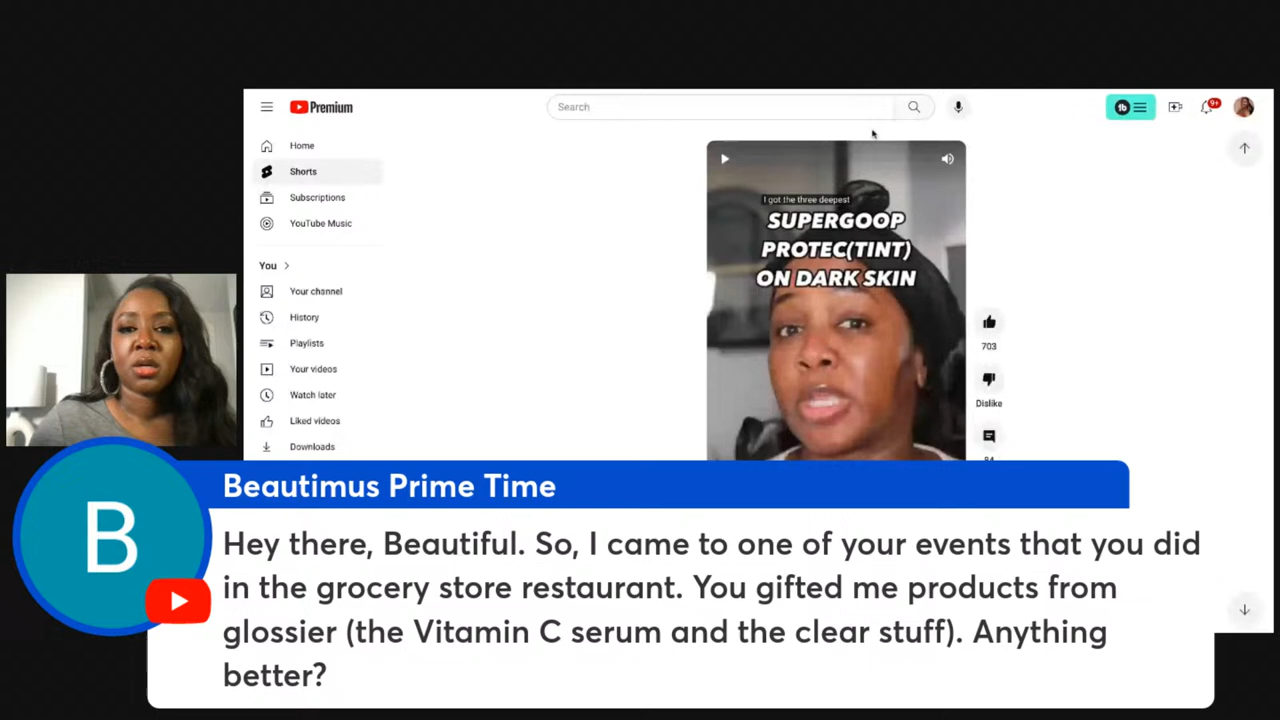 Premium
Search
9+
Home
Shorts
Subscriptions
YouTube Music
You
Your channel
History
Playlists
Your videos
Watch later
Liked videos
Downloads
I got the three deepest
SUPERGOOP
PROTEC(TINT)
ON DARK SKIN
703
Dislike
B
Beautimus Prime Time
Hey there, Beautiful. So, I came to one of your events that you did
in the grocery store restaurant. You gifted me products from
glossier (the Vitamin C serum and the clear stuff). Anything
better?